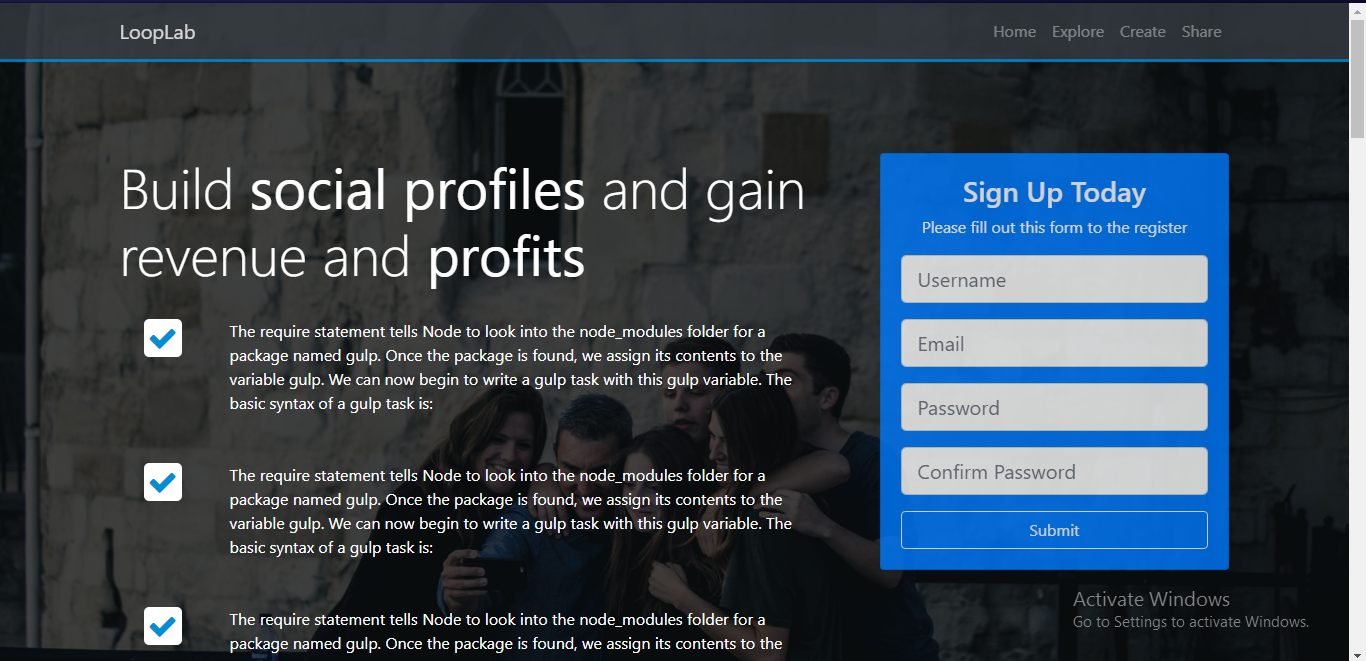 LoopLab
Home Explore Create Share
Build social profiles and gain
revenue and profits
The require statement tells Node to look into the node_modules folder for a
package named gulp. Once the package is found, we assign its contents to the
variable gulp. We can now begin to write a gulp task with this gulp variable. The
basic syntax of a gulp task is:
The require statement tells Node to look into the node_modules folder for a
package named gulp. Once the package is found, we assign its contents to the
variable gulp. We can now begin to write a gulp task with this gulp variable. The
basic syntax of a gulp task is:
The require statement tells Node to look into the node_modules folder for a
package named gulp. Once the package is found, we assign its contents to the
Sign Up Today
Please fill out this form to the register
Username
Email
Password
Confirm Password
Submit
Activate Windows
Go to Settings to activate Windows.